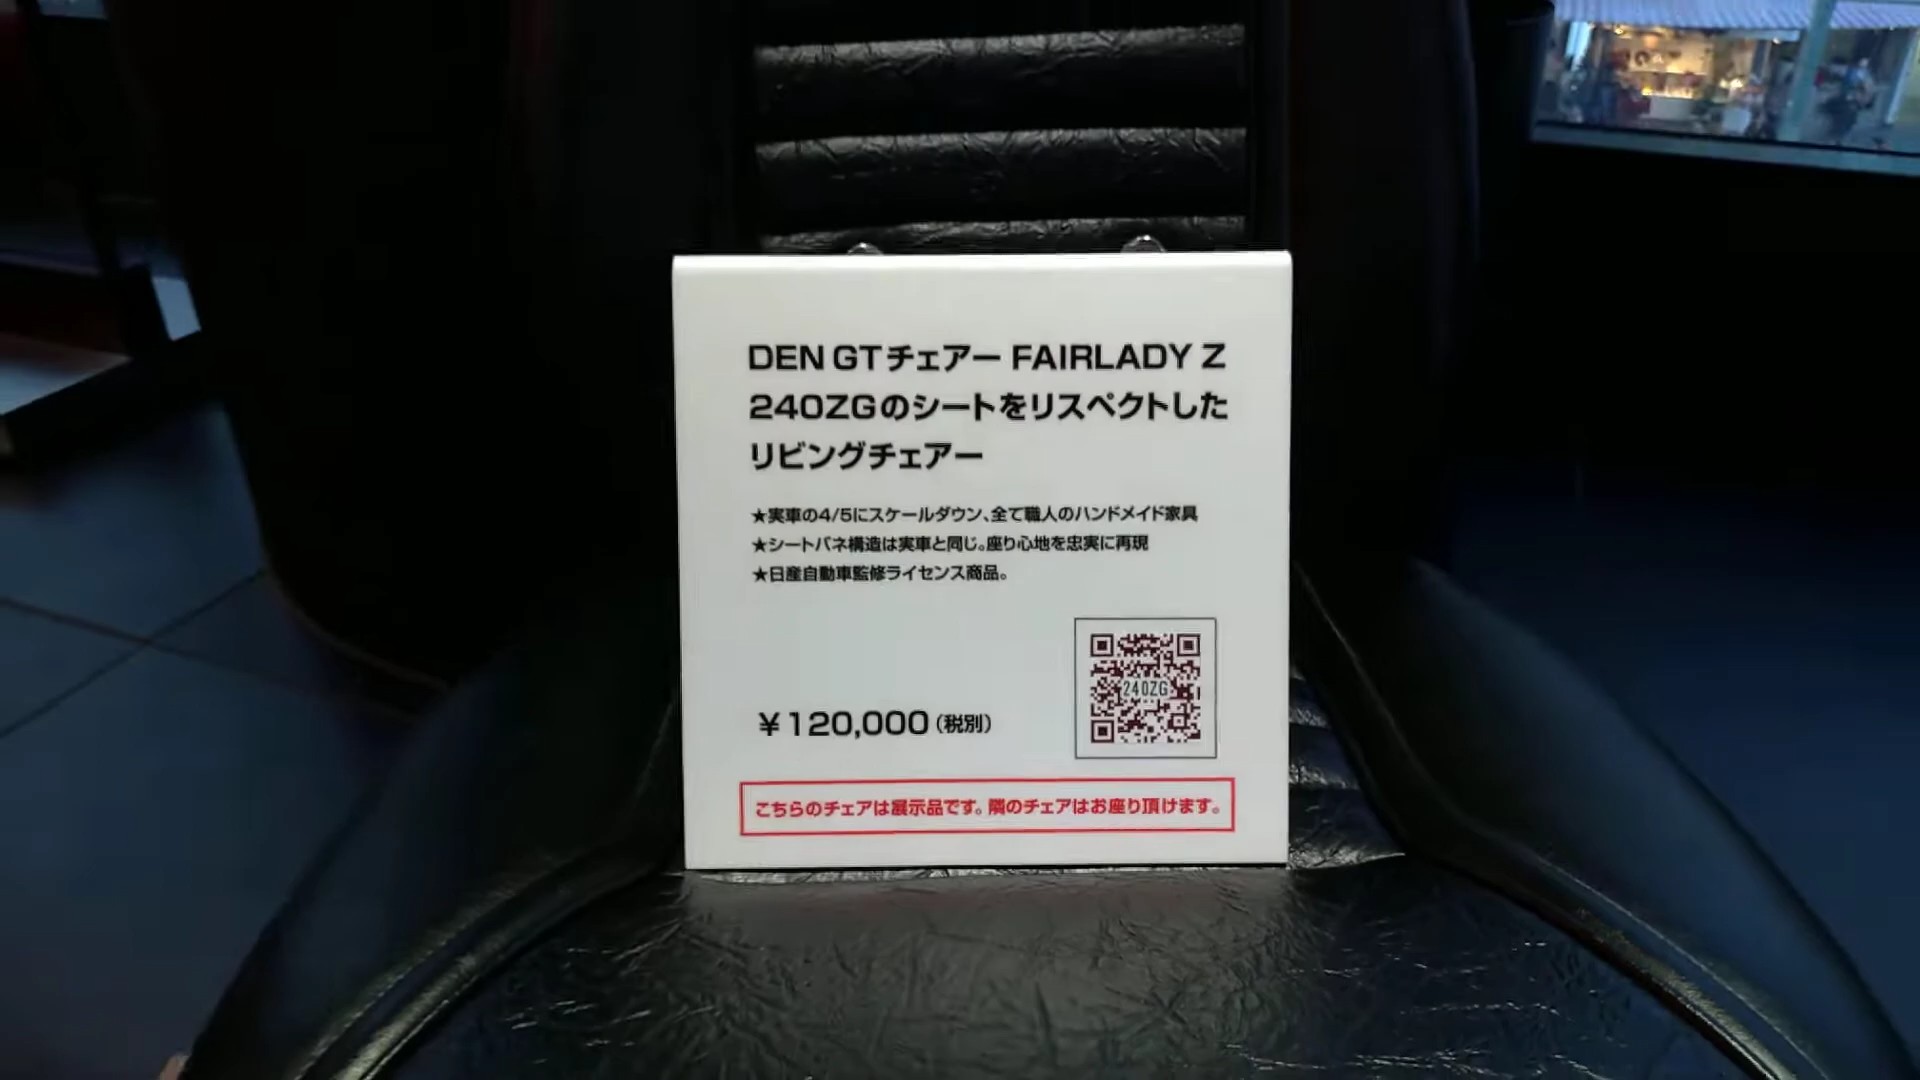 DEN GTチェアー FAIRLADY Z
240ZGのシートをリスペクトした
リビングチェアー
★実車の4/5にスケールダウン、全て職人のハンドメイド家具
★シートバネ構造は実車と同じ。座り心地を忠実に再現
★日産自動車監修ライセンス商品。
240ZG
¥120,000(税別)
こちらのチェアは展示品です。隣のチェアはお座り頂けます。